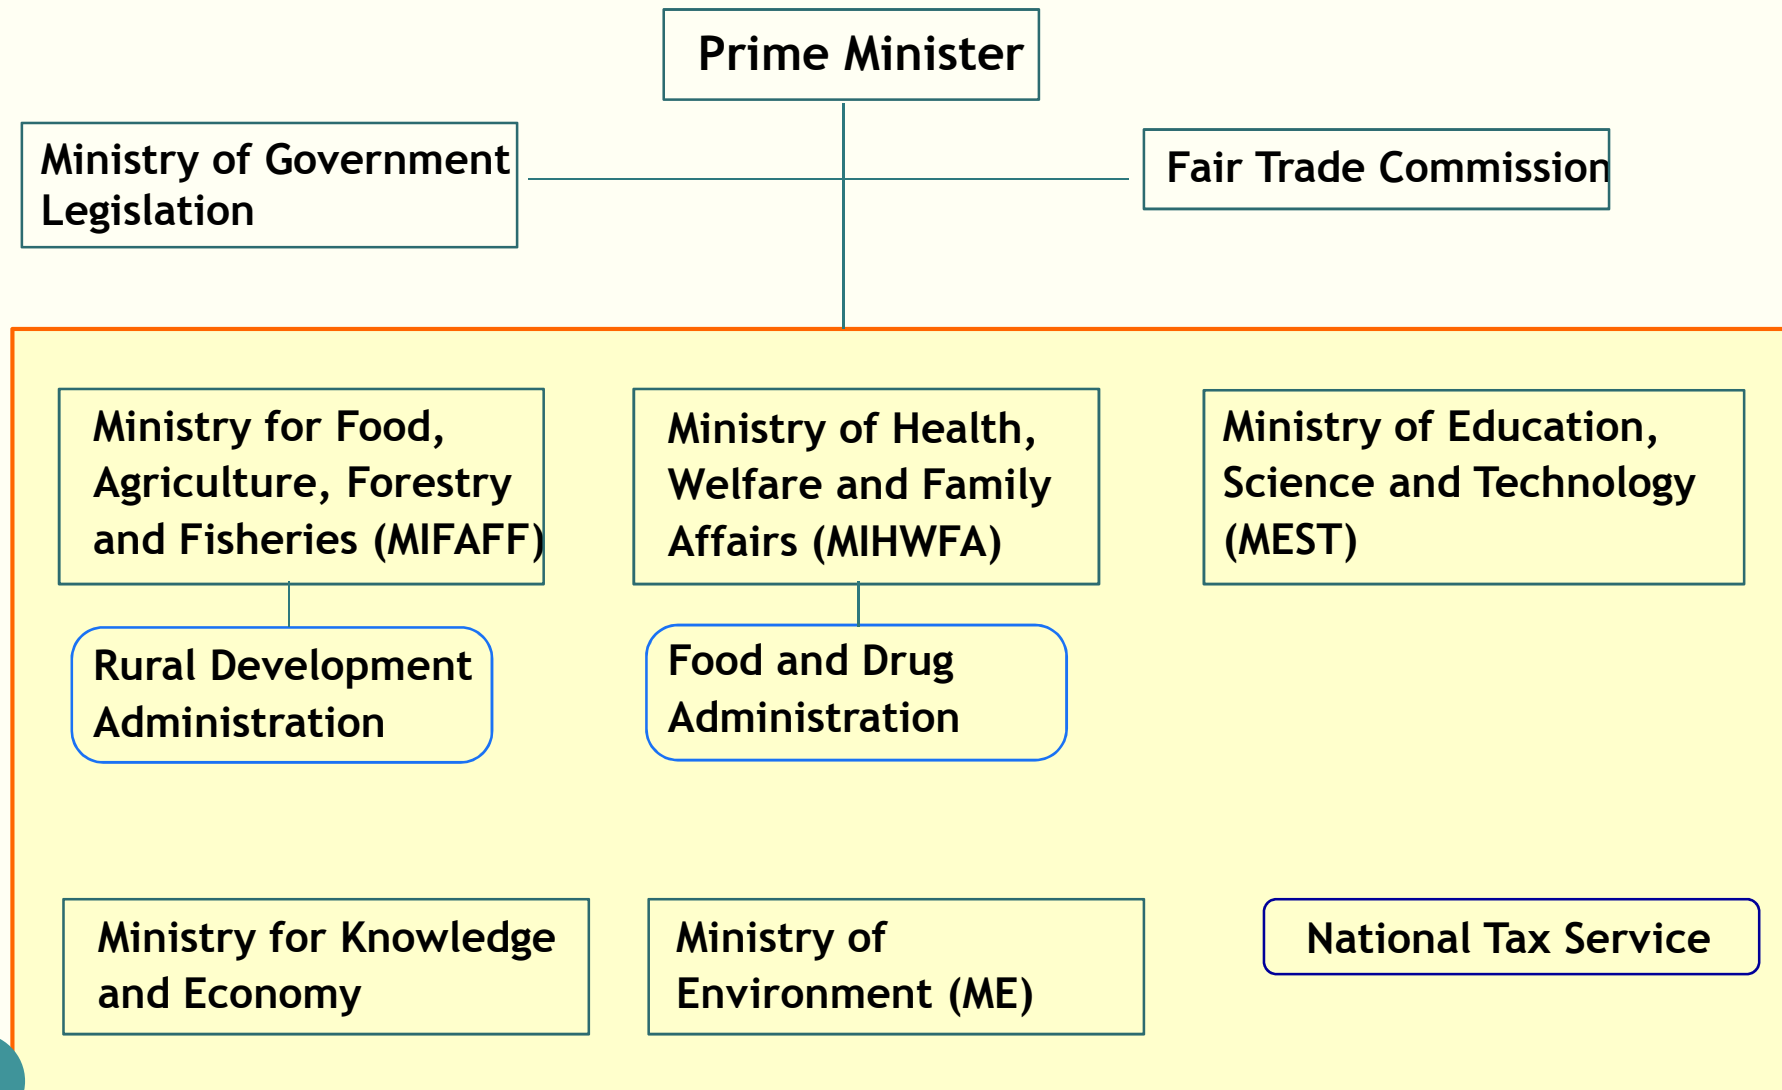 Prime Minister
Ministry of Government
Legislation
Fair Trade Commission
Ministry for Food,
Agriculture, Forestry
and Fisheries (MIFAFF)
Ministry of Health,
Welfare and Family
Affairs (MIHWFA)
Ministry of Education,
Science and Technology
(MEST)
Rural Development
Administration
Food and Drug
Administration
Ministry for Knowledge
and Economy
Ministry of
Environment (ME)
National Tax Service